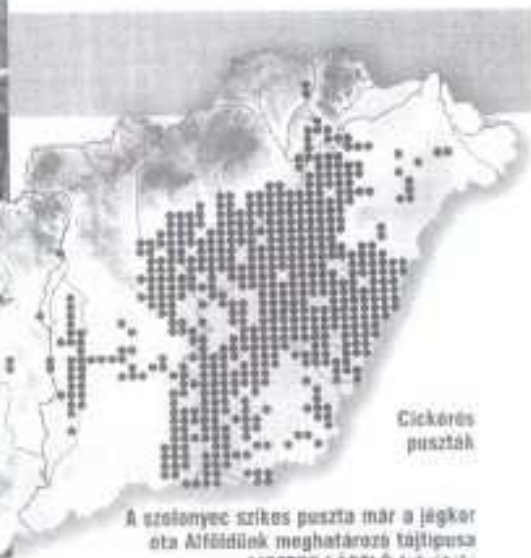 Cickórós
puszták
A szolonyec szikes puszta már a jégkor
óta Alföldünk meghatározó tájtípusa